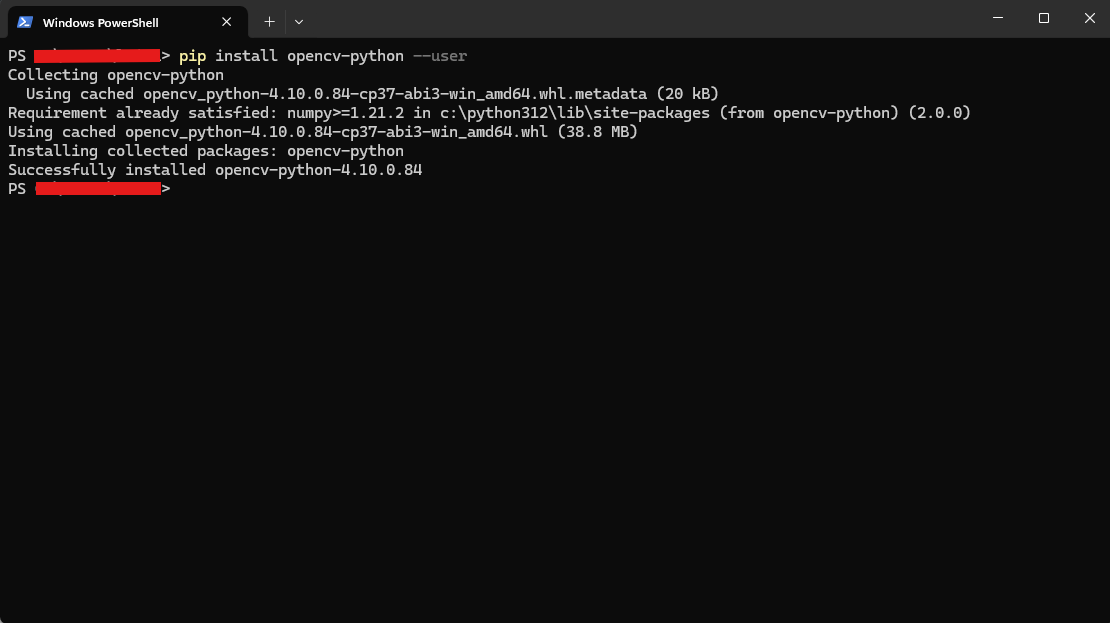 Windows PowerShell
PS > pip install opencv-python --user
Collecting opencv-python
Using cached opencv_python-4.10.0.84-cp37-abi3-win_amd64.whl.metadata (20 kB)
Requirement already satisfied: numpy>=1.21.2 in c:\python312\lib\site-packages (from opencv-python) (2.0.0)
Using cached opencv_python-4.10.0.84-cp37-abi3-win_amd64.whl (38.8 MB)
Installing collected packages: opencv-python
Successfully installed opencv-python-4.10.0.84
PS >